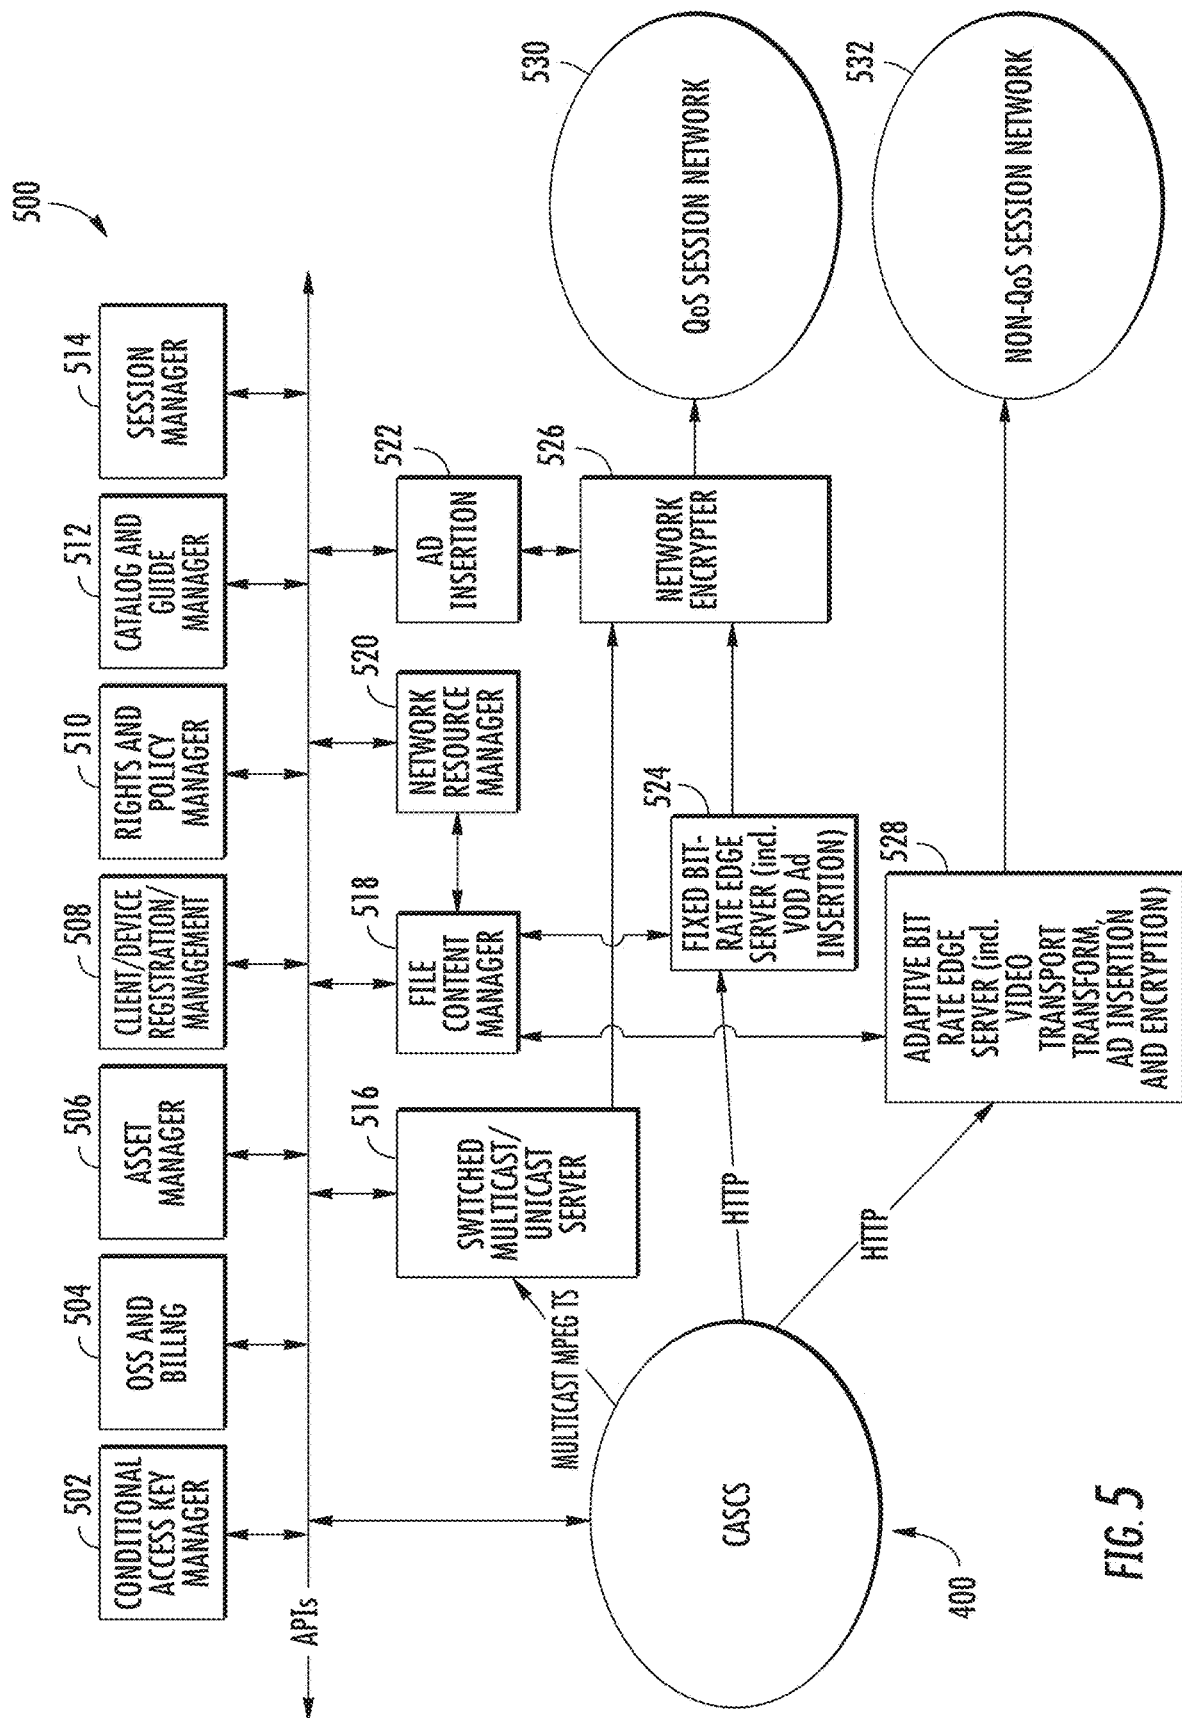 500
502
CONDITIONAL
ACCESS KEY
MANAGER
504
OSS AND
BILLNG
506
ASSET
MANAGER
508
CLIENT/DEVICE
REGISTRATION/
MANAGEMENT
510
RIGHTS AND
POLICY
MANAGER
512
CATALOG AND
GUIDE
MANAGER
514
SESSION
MANAGER
APIs
516
SWITCHED
MULTICAST/
UNICAST
SERVER
518
FILE
CONTENT
MANAGER
520
NETWORK
RESOURCE
MANAGER
522
AD
INSERTION
MULTICAST MPEG TS
526
NETWORK
ENCRYPTER
530
QoS SESSION NETWORK
CASCS
400
HTTP
524
FIXED BIT-
RATE EDGE
SERVER (incl.
VOD Ad
INSERTION)
HTTP
528
ADAPTIVE BIT
RATE EDGE
SERVER (incl.
VIDEO
TRANSPORT
TRANSFORM,
AD INSERTION
AND ENCRYPTION)
532
NON-QoS SESSION NETWORK
FIG. 5